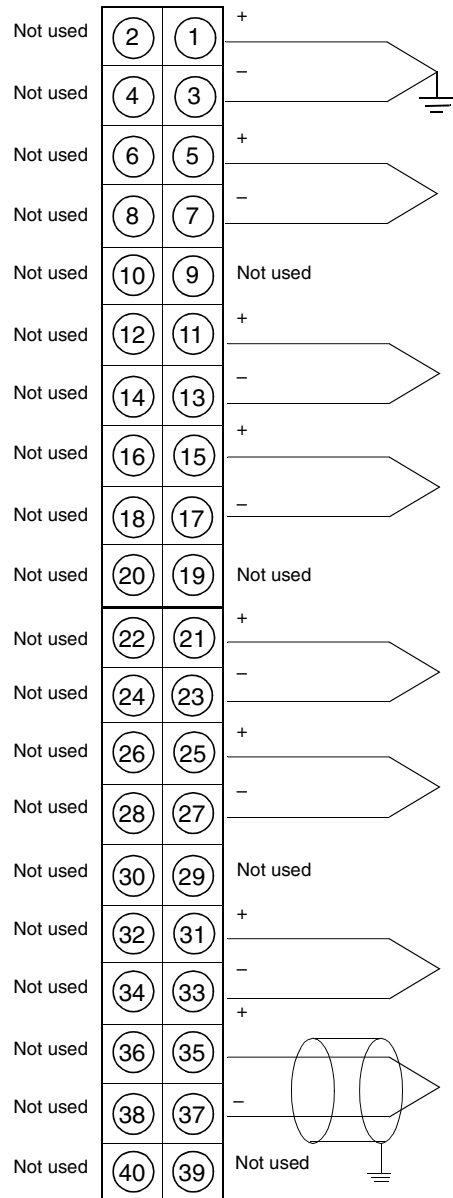 +
Not used 2 1
–
Not used 4 3
+
Not used 6 5
–
Not used 8 7
Not used 10 9 Not used
+
Not used 12 11
–
Not used 14 13
+
Not used 16 15
–
Not used 18 17
Not used 20 19 Not used
+
Not used 22 21
–
Not used 24 23
+
Not used 26 25
–
Not used 28 27
Not used 30 29 Not used
+
Not used 32 31
–
Not used 34 33
+
Not used 36 35
–
Not used 38 37
Not used 40 39 Not used